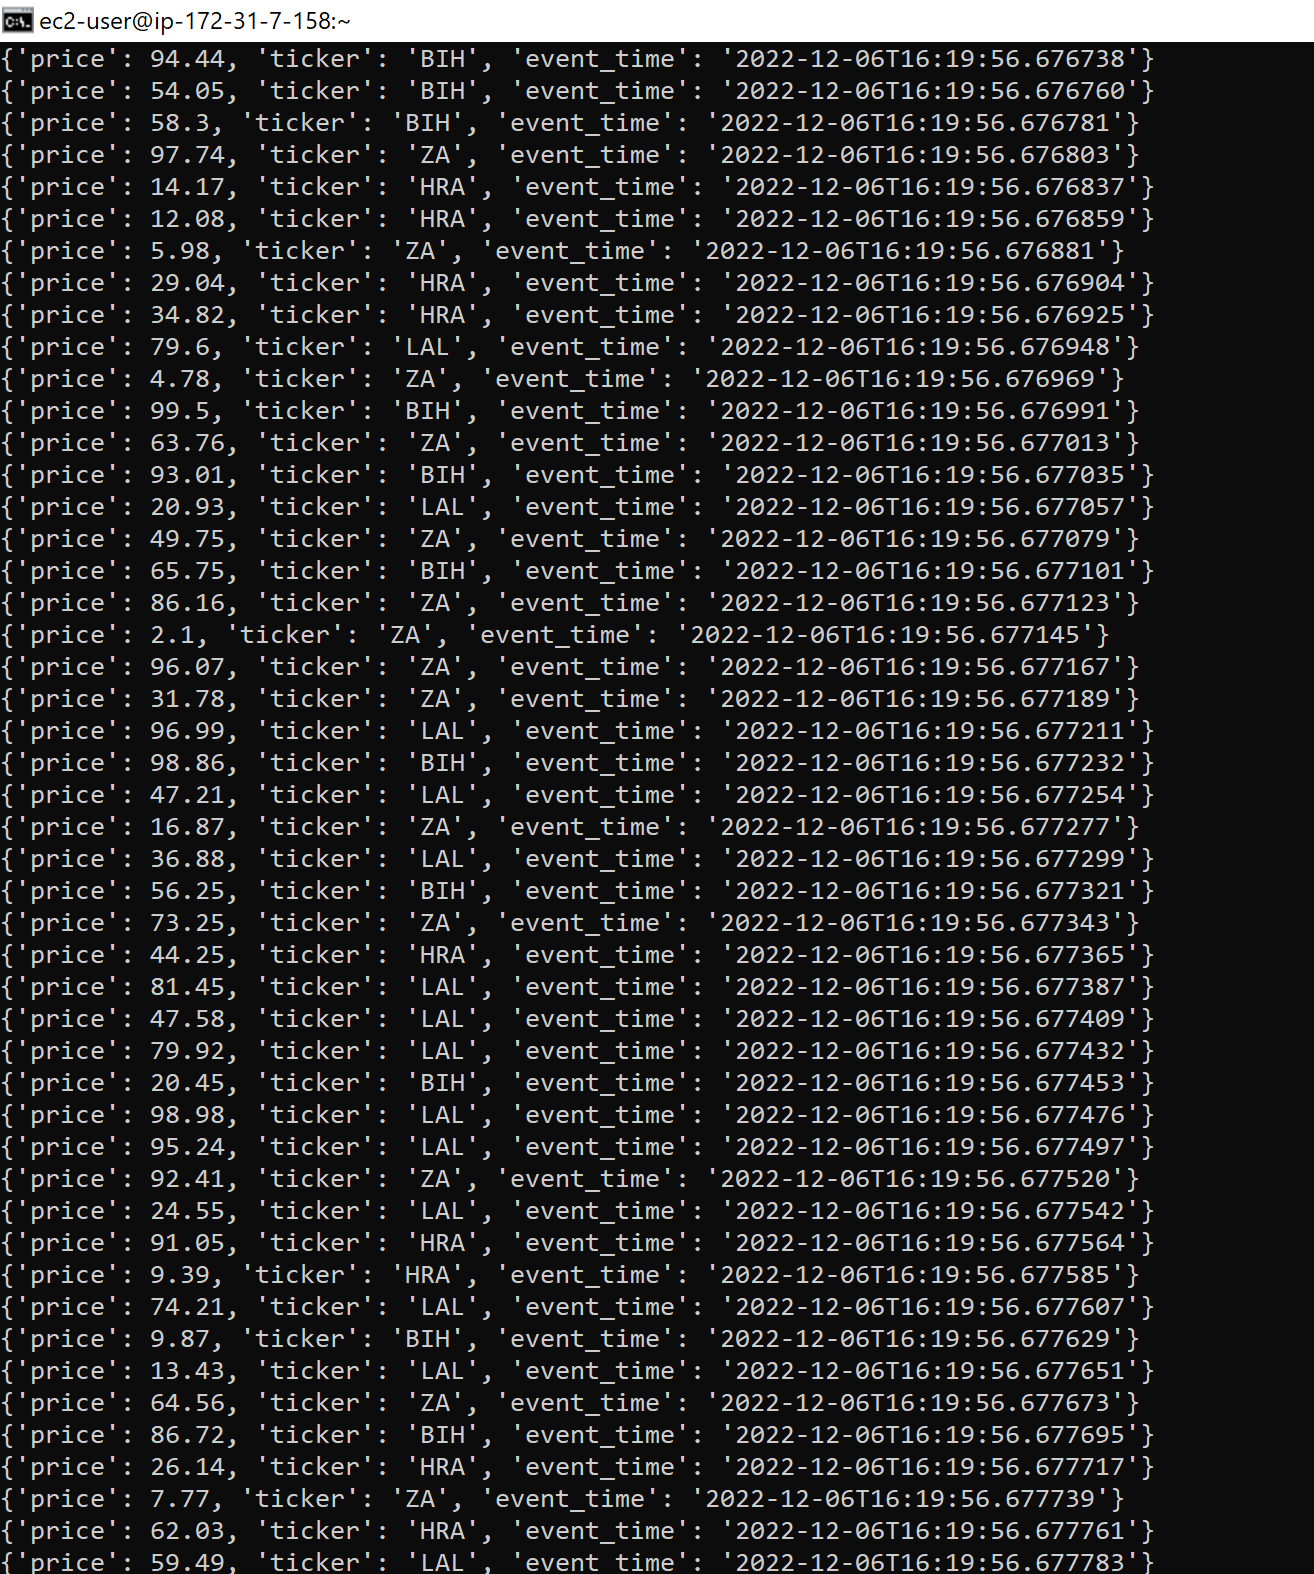 ec2-user@ip-172-31-7-158:~
{'price': 94.44, 'ticker': 'BIH', 'event_time': '2022-12-06T16:19:56.676738'}
{'price': 54.05, 'ticker': 'BIH', 'event_time': '2022-12-06T16:19:56.676760'}
{'price': 58.3, 'ticker': 'BIH', 'event_time': '2022-12-06T16:19:56.676781'}
{'price': 97.74, 'ticker': 'ZA', 'event_time': '2022-12-06T16:19:56.676803'}
{'price': 14.17, 'ticker': 'HRA', 'event_time': '2022-12-06T16:19:56.676837'}
{'price': 12.08, 'ticker': 'HRA', 'event_time': '2022-12-06T16:19:56.676859'}
{'price': 5.98, 'ticker': 'ZA', 'event_time': '2022-12-06T16:19:56.676881'}
{'price': 29.04, 'ticker': 'HRA', 'event_time': '2022-12-06T16:19:56.676904'}
{'price': 34.82, 'ticker': 'HRA', 'event_time': '2022-12-06T16:19:56.676925'}
{'price': 79.6, 'ticker': 'LAL', 'event_time': '2022-12-06T16:19:56.676948'}
{'price': 4.78, 'ticker': 'ZA', 'event_time': '2022-12-06T16:19:56.676969'}
{'price': 99.5, 'ticker': 'BIH', 'event_time': '2022-12-06T16:19:56.676991'}
{'price': 63.76, 'ticker': 'ZA', 'event_time': '2022-12-06T16:19:56.677013'}
{'price': 93.01, 'ticker': 'BIH', 'event_time': '2022-12-06T16:19:56.677035'}
{'price': 20.93, 'ticker': 'LAL', 'event_time': '2022-12-06T16:19:56.677057'}
{'price': 49.75, 'ticker': 'ZA', 'event_time': '2022-12-06T16:19:56.677079'}
{'price': 65.75, 'ticker': 'BIH', 'event_time': '2022-12-06T16:19:56.677101'}
{'price': 86.16, 'ticker': 'ZA', 'event_time': '2022-12-06T16:19:56.677123'}
{'price': 2.1, 'ticker': 'ZA', 'event_time': '2022-12-06T16:19:56.677145'}
{'price': 96.07, 'ticker': 'ZA', 'event_time': '2022-12-06T16:19:56.677167'}
{'price': 31.78, 'ticker': 'ZA', 'event_time': '2022-12-06T16:19:56.677189'}
{'price': 96.99, 'ticker': 'LAL', 'event_time': '2022-12-06T16:19:56.677211'}
{'price': 98.86, 'ticker': 'BIH', 'event_time': '2022-12-06T16:19:56.677232'}
{'price': 47.21, 'ticker': 'LAL', 'event_time': '2022-12-06T16:19:56.677254'}
{'price': 16.87, 'ticker': 'ZA', 'event_time': '2022-12-06T16:19:56.677277'}
{'price': 36.88, 'ticker': 'LAL', 'event_time': '2022-12-06T16:19:56.677299'}
{'price': 56.25, 'ticker': 'BIH', 'event_time': '2022-12-06T16:19:56.677321'}
{'price': 73.25, 'ticker': 'ZA', 'event_time': '2022-12-06T16:19:56.677343'}
{'price': 44.25, 'ticker': 'HRA', 'event_time': '2022-12-06T16:19:56.677365'}
{'price': 81.45, 'ticker': 'LAL', 'event_time': '2022-12-06T16:19:56.677387'}
{'price': 47.58, 'ticker': 'LAL', 'event_time': '2022-12-06T16:19:56.677409'}
{'price': 79.92, 'ticker': 'LAL', 'event_time': '2022-12-06T16:19:56.677432'}
{'price': 20.45, 'ticker': 'BIH', 'event_time': '2022-12-06T16:19:56.677453'}
{'price': 98.98, 'ticker': 'LAL', 'event_time': '2022-12-06T16:19:56.677476'}
{'price': 95.24, 'ticker': 'LAL', 'event_time': '2022-12-06T16:19:56.677497'}
{'price': 92.41, 'ticker': 'ZA', 'event_time': '2022-12-06T16:19:56.677520'}
{'price': 24.55, 'ticker': 'LAL', 'event_time': '2022-12-06T16:19:56.677542'}
{'price': 91.05, 'ticker': 'HRA', 'event_time': '2022-12-06T16:19:56.677564'}
{'price': 9.39, 'ticker': 'HRA', 'event_time': '2022-12-06T16:19:56.677585'}
{'price': 74.21, 'ticker': 'LAL', 'event_time': '2022-12-06T16:19:56.677607'}
{'price': 9.87, 'ticker': 'BIH', 'event_time': '2022-12-06T16:19:56.677629'}
{'price': 13.43, 'ticker': 'LAL', 'event_time': '2022-12-06T16:19:56.677651'}
{'price': 64.56, 'ticker': 'ZA', 'event_time': '2022-12-06T16:19:56.677673'}
{'price': 86.72, 'ticker': 'BIH', 'event_time': '2022-12-06T16:19:56.677695'}
{'price': 26.14, 'ticker': 'HRA', 'event_time': '2022-12-06T16:19:56.677717'}
{'price': 7.77, 'ticker': 'ZA', 'event_time': '2022-12-06T16:19:56.677739'}
{'price': 62.03, 'ticker': 'HRA', 'event_time': '2022-12-06T16:19:56.677761'}
{'price': 59.49, 'ticker': 'LAL', 'event_time': '2022-12-06T16:19:56.677783'}